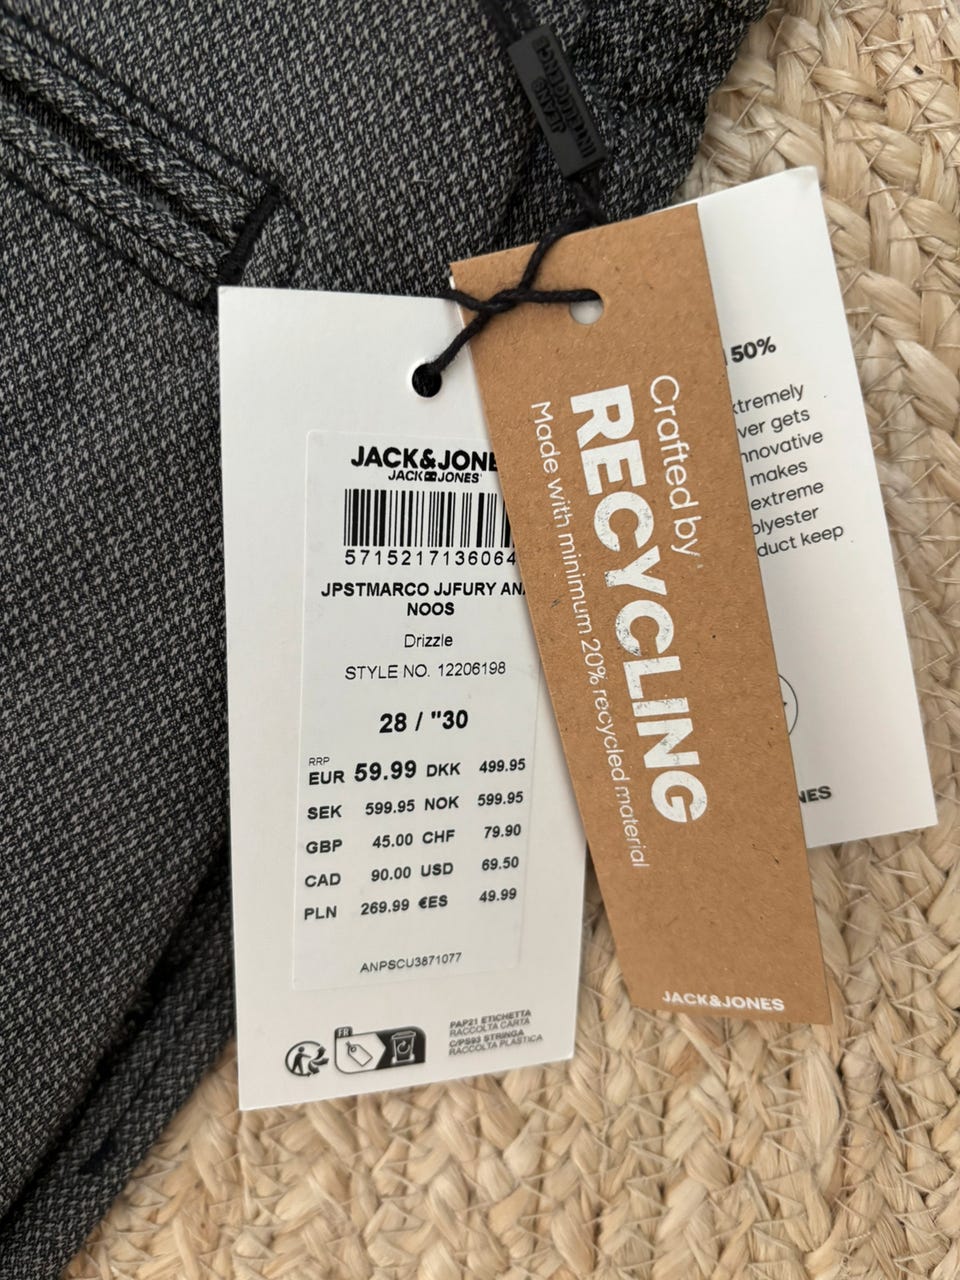 JEANS
INTELLIGENCE
JACK&JONE
JACK JONES
5715217136064
JPSTMARCO JJFURY AN
NOOS
Drizzle
STYLE NO. 12206198
28 / "30
RRP
EUR 59.99 DKK 499.95
SEK 599.95 NOK 599.95
GBP 45.00 CHF 79.90
CAD 90.00 USD 69.50
PLN 269.99 €ES 49.99
ANPSCU3871077
FR
PAP21 ETICHETTA
RACCOLTA CARTA
C/PS93 STRINGA
RACCOLTA PLASTICA
Crafted by
RECYCLING
Made with minimum 20% recycled material
JACK&JONES
50%
xtremely
ver gets
nnovative
makes
extreme
olyester
duct keep
NES